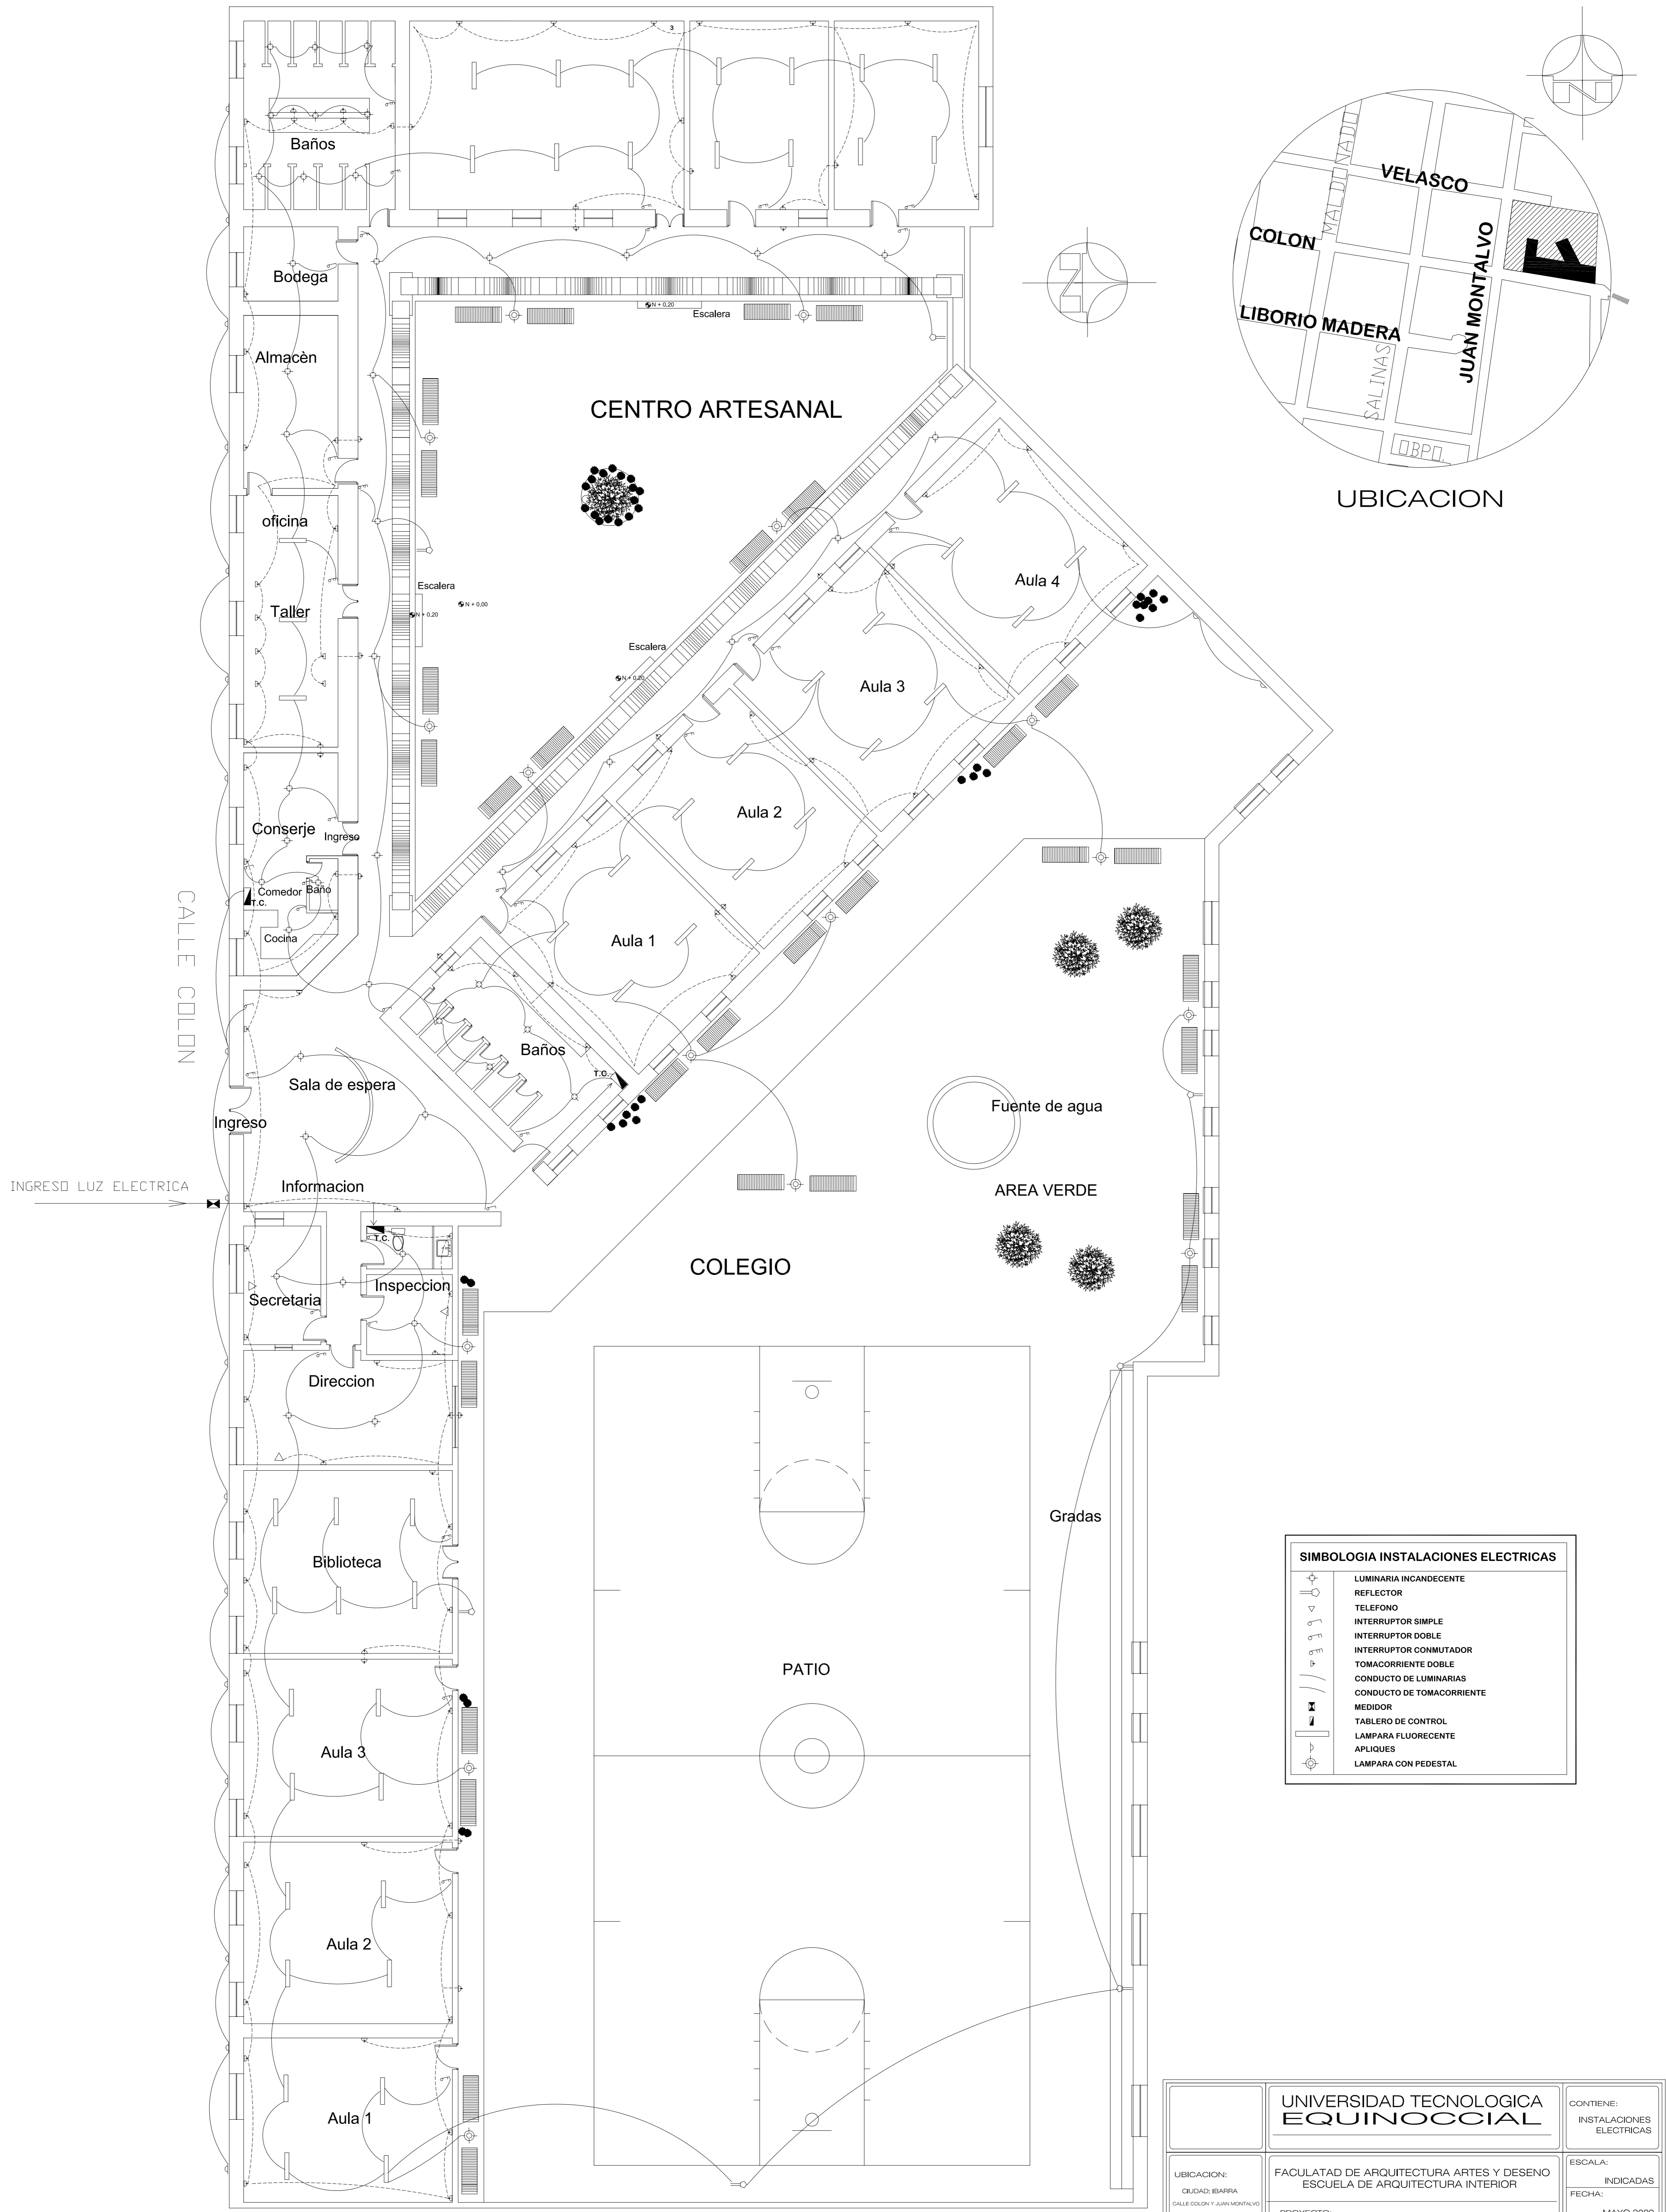 3
Baños
Bodega
N + 0,20
Escalera
Almacèn
CENTRO ARTESANAL
oficina
Escalera
N + 0,20
N + 0,00
Taller
Escalera
N + 0,20
Aula 4
Aula 3
Aula 2
Aula 1
Conserje
Ingreso
Comedor
Baño
T.C.
Cocina
CALLE COLON
Baños
T.C.
Sala de espera
Ingreso
Informacion
INGRESO LUZ ELECTRICA
T.C.
Inspeccion
Secretaria
Direccion
Fuente de agua
AREA VERDE
COLEGIO
Biblioteca
Gradas
PATIO
Aula 3
Aula 2
Aula 1
VELASCO
COLON
LIBORIO MADERA
JUAN MONTALVO
SALINAS
UBICACION
SIMBOLOGIA INSTALACIONES ELECTRICAS
LUMINARIA INCANDECENTE
REFLECTOR
TELEFONO
INTERRUPTOR SIMPLE
INTERRUPTOR DOBLE
INTERRUPTOR CONMUTADOR
TOMACORRIENTE DOBLE
CONDUCTO DE LUMINARIAS
CONDUCTO DE TOMACORRIENTE
MEDIDOR
TABLERO DE CONTROL
LAMPARA FLUORECENTE
APLIQUES
LAMPARA CON PEDESTAL
UNIVERSIDAD TECNOLOGICA
EQUINOCCIAL
CONTIENE:
INSTALACIONES
ELECTRICAS
UBICACION:
CIUDAD; IBARRA
CALLE COLON Y JUAN MONTALVO
FACULATAD DE ARQUITECTURA ARTES Y DESENO
ESCUELA DE ARQUITECTURA INTERIOR
ESCALA:
INDICADAS
FECHA: